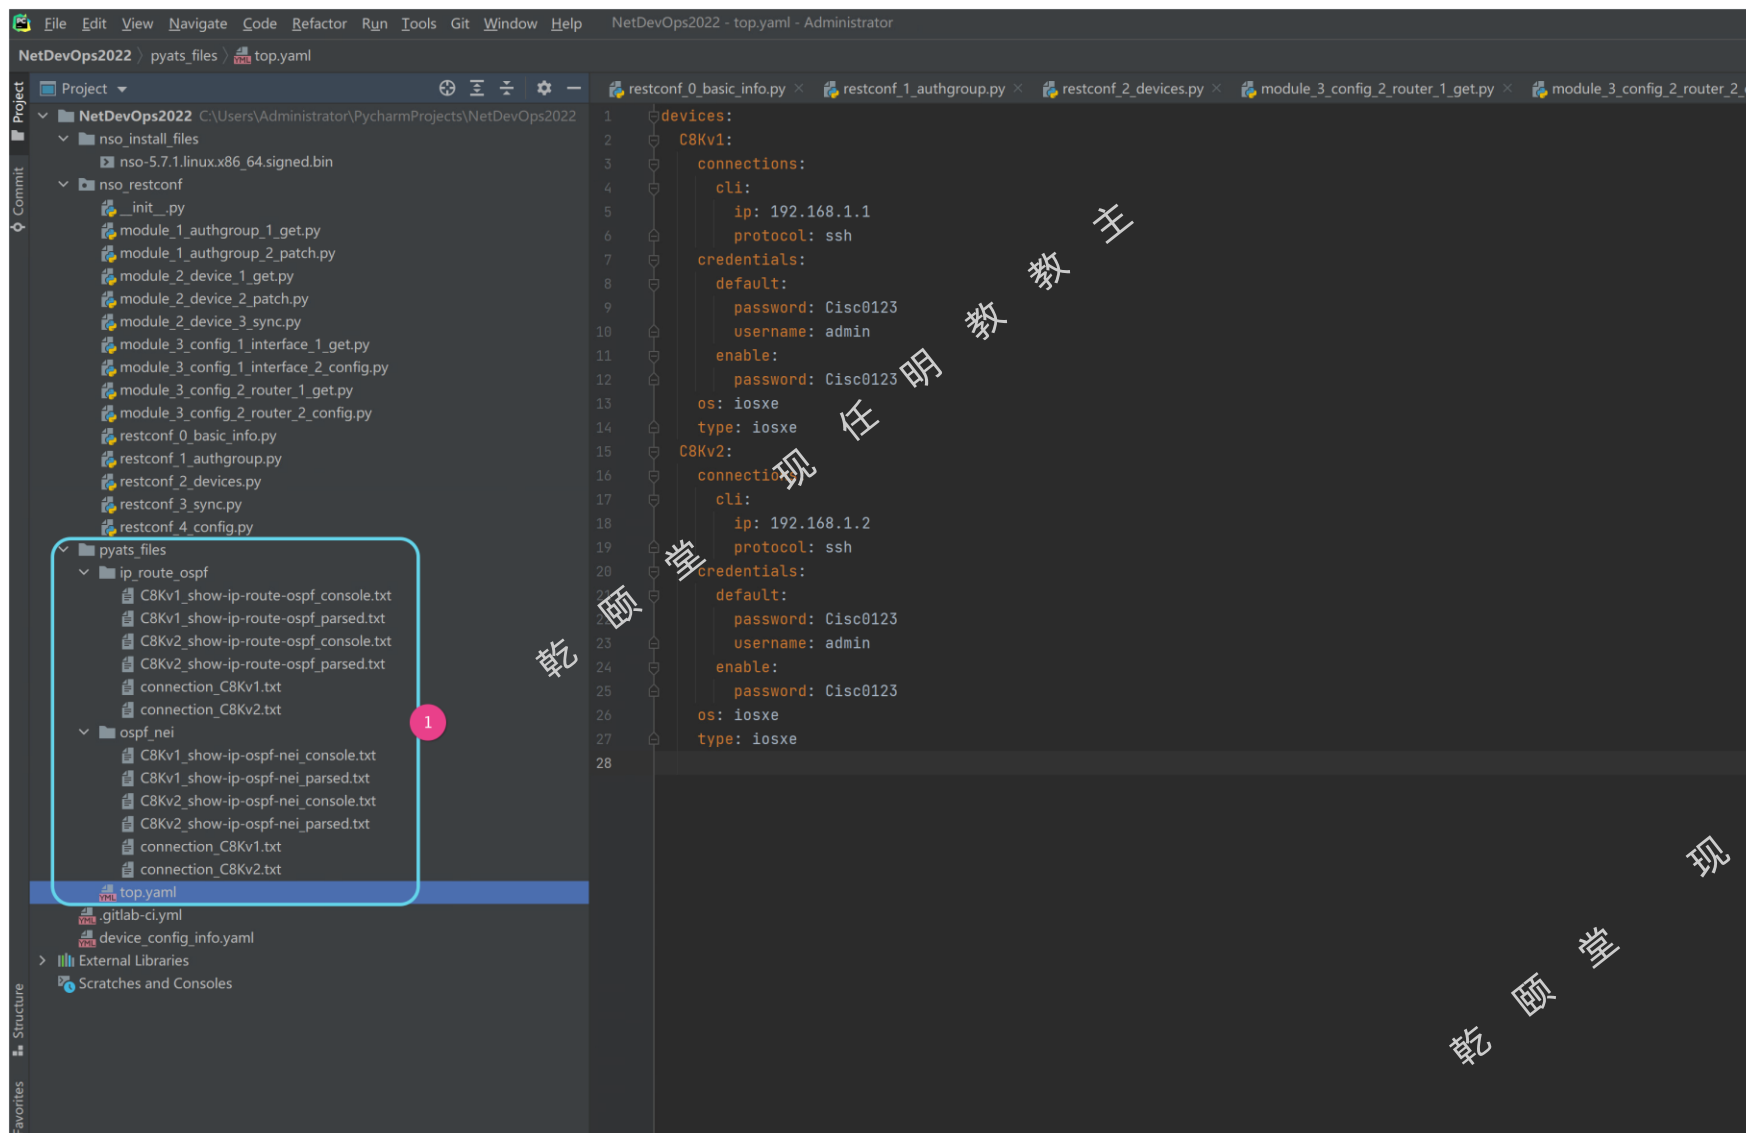 File Edit View Navigate Code Refactor Run Tools Git Window Help NetDevOps2022 - top.yaml - Administrator
NetDevOps2022 pyats_files top.yaml
Project
restconf_0_basic_info.py restconf_1_authgroup.py restconf_2_devices.py module_3_config_2_router_1_get.py module_3_config_2_router_2_
Project
Commit
Structure
Favorites
NetDevOps2022 C:\Users\Administrator\PycharmProjects\NetDevOps2022
nso_install_files
nso-5.7.1.linux.x86_64.signed.bin
nso_restconf
__init__.py
module_1_authgroup_1_get.py
module_1_authgroup_2_patch.py
module_2_device_1_get.py
module_2_device_2_patch.py
module_2_device_3_sync.py
module_3_config_1_interface_1_get.py
module_3_config_1_interface_2_config.py
module_3_config_2_router_1_get.py
module_3_config_2_router_2_config.py
restconf_0_basic_info.py
restconf_1_authgroup.py
restconf_2_devices.py
restconf_3_sync.py
restconf_4_config.py
pyats_files
ip_route_ospf
C8Kv1_show-ip-route-ospf_console.txt
C8Kv1_show-ip-route-ospf_parsed.txt
C8Kv2_show-ip-route-ospf_console.txt
C8Kv2_show-ip-route-ospf_parsed.txt
connection_C8Kv1.txt
connection_C8Kv2.txt
ospf_nei
C8Kv1_show-ip-ospf-nei_console.txt
C8Kv1_show-ip-ospf-nei_parsed.txt
C8Kv2_show-ip-ospf-nei_console.txt
C8Kv2_show-ip-ospf-nei_parsed.txt
connection_C8Kv1.txt
connection_C8Kv2.txt
top.yaml
.gitlab-ci.yml
device_config_info.yaml
External Libraries
Scratches and Consoles
1
1 devices:
2 C8Kv1:
3 connections:
4 cli:
5 ip: 192.168.1.1
6 protocol: ssh
7 credentials:
8 default:
9 password: Cisc0123
10 username: admin
11 enable:
12 password: Cisc0123
13 os: iosxe
14 type: iosxe
15 C8Kv2:
16 connections
17 cli:
18 ip: 192.168.1.2
19 protocol: ssh
20 credentials:
21 default:
22 password: Cisc0123
23 username: admin
24 enable:
25 password: Cisc0123
26 os: iosxe
27 type: iosxe
28
乾颐堂现任明教教主
乾颐堂现